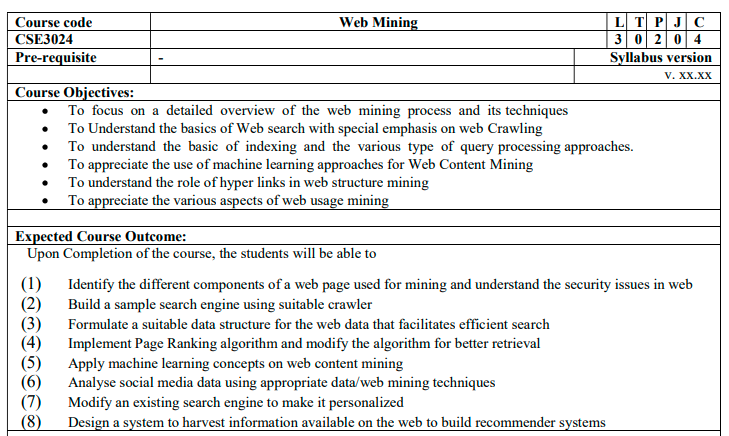 Course code Web Mining L T P J C
CSE3024 3 0 2 0 4
Pre-requisite - Syllabus version
v. xx.xx
Course Objectives:
• To focus on a detailed overview of the web mining process and its techniques
• To Understand the basics of Web search with special emphasis on web Crawling
• To understand the basic of indexing and the various type of query processing approaches.
• To appreciate the use of machine learning approaches for Web Content Mining
• To understand the role of hyper links in web structure mining
• To appreciate the various aspects of web usage mining
Expected Course Outcome:
Upon Completion of the course, the students will be able to
(1) Identify the different components of a web page used for mining and understand the security issues in web
(2) Build a sample search engine using suitable crawler
(3) Formulate a suitable data structure for the web data that facilitates efficient search
(4) Implement Page Ranking algorithm and modify the algorithm for better retrieval
(5) Apply machine learning concepts on web content mining
(6) Analyse social media data using appropriate data/web mining techniques
(7) Modify an existing search engine to make it personalized
(8) Design a system to harvest information available on the web to build recommender systems